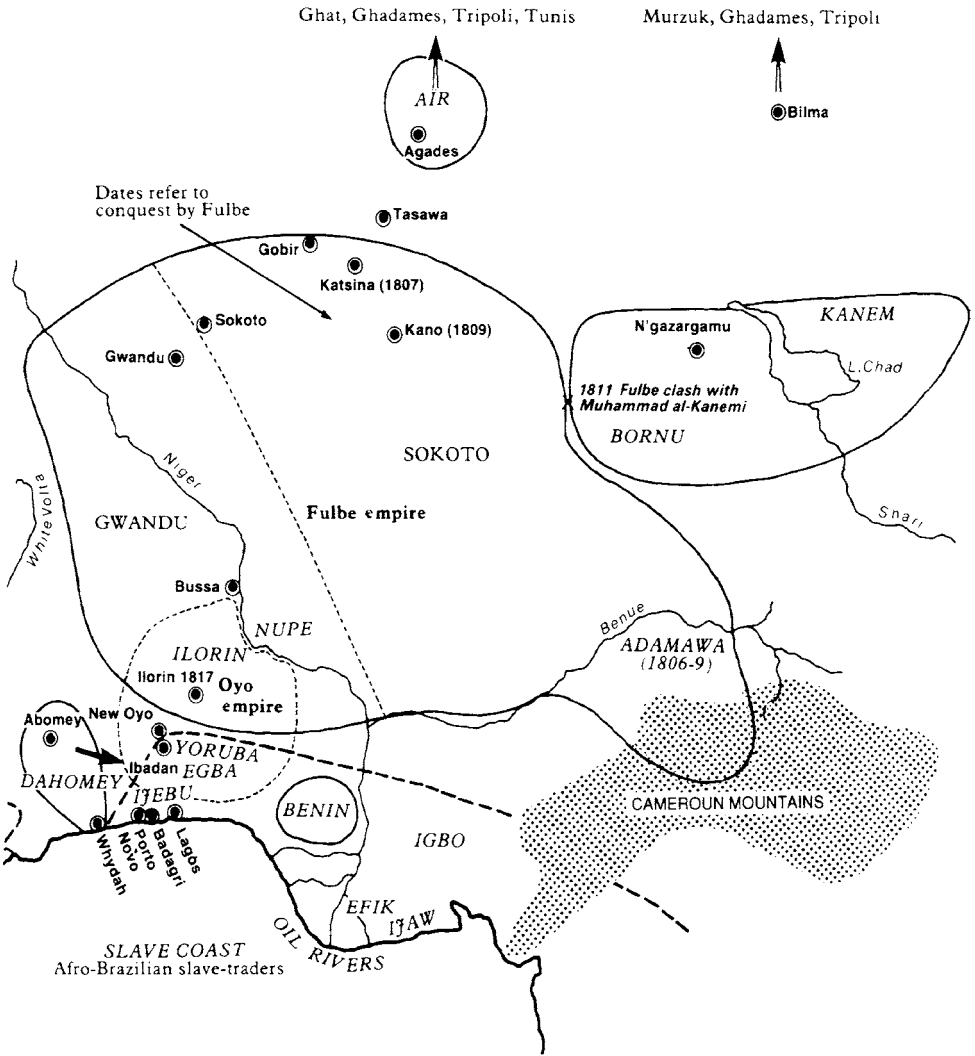 Ghat, Ghadames, Tripoli, Tunis
Murzuk, Ghadames, Tripoli
AIR
Agades
Bilma
Dates refer to
conquest by Fulbe
Tasawa
Gobir
Katsina (1807)
Sokoto
Kano (1809)
Gwandu
N'gazargamu
KANEM
L.Chad
1811 Fulbe clash with
Muhammad al-Kanemi
BORNU
SOKOTO
Niger
White Volta
GWANDU
Fulbe empire
Shari
Bussa
NUPE
Benue
ILORIN
ADAMAWA
(1806-9)
Ilorin 1817
Oyo
empire
Abomey
New Oyo
YORUBA
Ibadan
EGBA
DAHOMEY
IJEBU
BENIN
CAMEROUN MOUNTAINS
IGBO
Whydah
Porto
Novo
Badagri
Lagos
EFIK
IJAW
OIL RIVERS
SLAVE COAST
Afro-Brazilian slave-traders